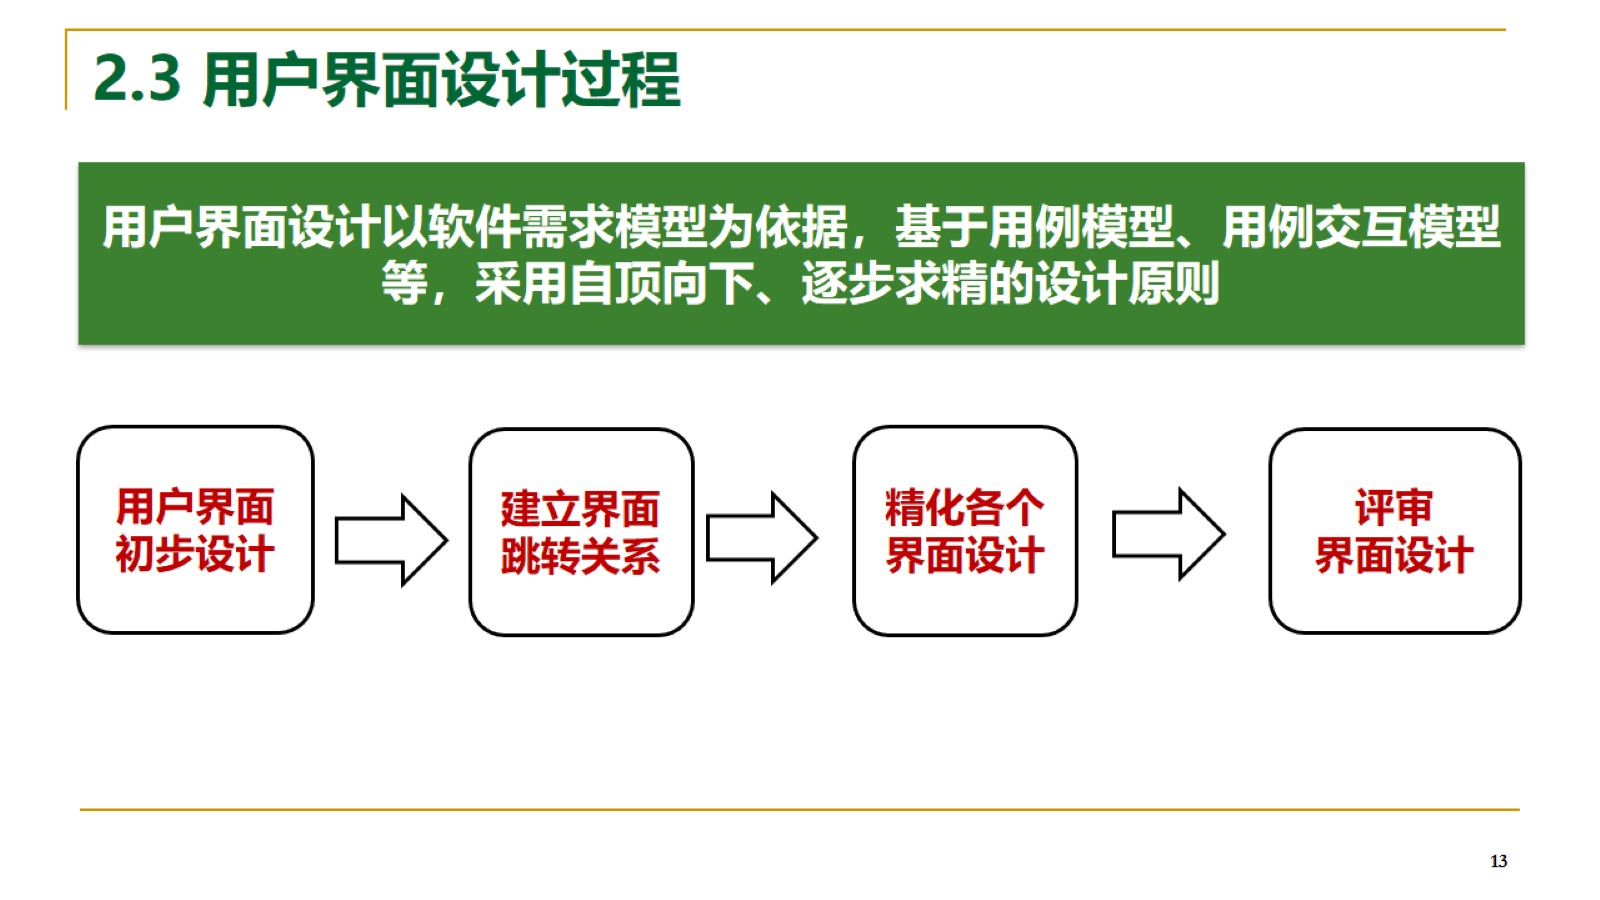 2.3 用户界面设计过程
用户界面设计以软件需求模型为依据，基于用例模型、用例交互模型
等，采用自顶向下、逐步求精的设计原则
用户界面
初步设计
建立界面
跳转关系
精化各个
界面设计
评审
界面设计
13